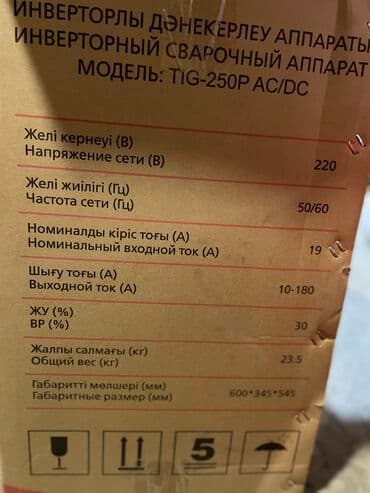 ИНВЕРТОРЛЫ ДӘНЕКЕРЛЕУ АППАРАТЫ
ИНВЕРТОРНЫЙ СВАРОЧНЫЙ АППАРАТ
МОДЕЛЬ: TIG-250P AC/DC
Желі кернеуі (В)
Напряжение сети (В) 220
Желі жиілігі (Гц)
Частота сети (Гц) 50/60
Номиналды кіріс тоғы (А)
Номинальный входной ток (А) 19
Шығу тоғы (А)
Выходной ток (А) 10-180
ЖУ (%)
ВР (%) 30
Жалпы салмағы (кг)
Общий вес (кг) 23.5
Габаритті мөлшері (мм)
Габаритные размер (мм) 600*345*545
5